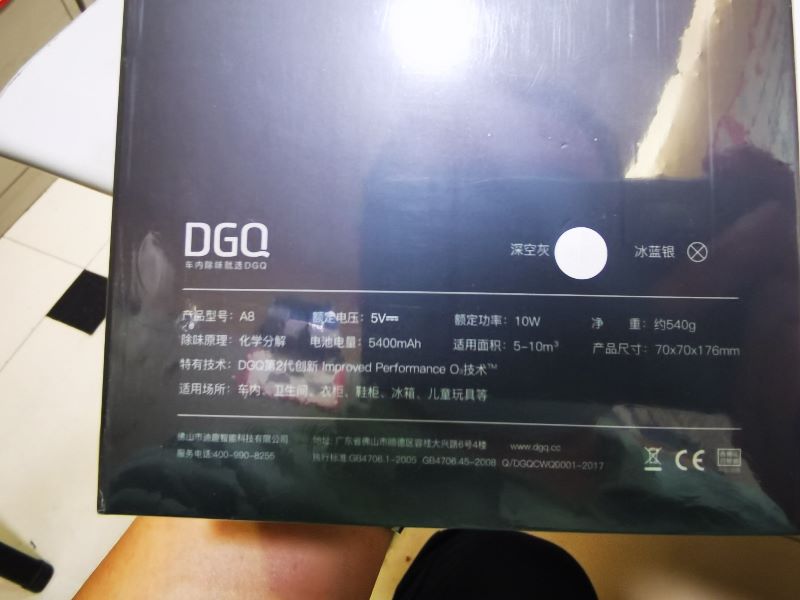 DGQ
车内除味就选DGQ
深空灰 冰蓝银
产品型号：A8 额定电压：5V⎓ 额定功率：10W 净 重：约540g
除味原理：化学分解 电池电量：5400mAh 适用面积：5-10m³ 产品尺寸：70x70x176mm
特有技术：DGQ第2代创新 Improved Performance O₃技术™
适用场所：车内、卫生间、衣柜、鞋柜、冰箱、儿童玩具等
佛山市迪趣智能科技有限公司 地址：广东省佛山市顺德区容桂大兴路6号4楼 www.dgq.cc
服务电话:400-990-8255 执行标准:GB4706.1-2005 GB4706.45-2008 Q/DGQCWQ0001-2017
CE